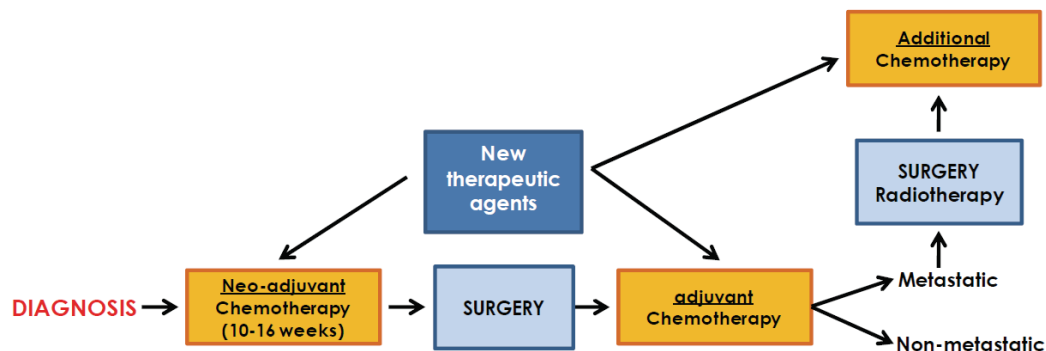 Additional
Chemotherapy
New
therapeutic
agents
SURGERY
Radiotherapy
DIAGNOSIS
Neo-adjuvant
Chemotherapy
(10-16 weeks)
SURGERY
adjuvant
Chemotherapy
Metastatic
Non-metastatic